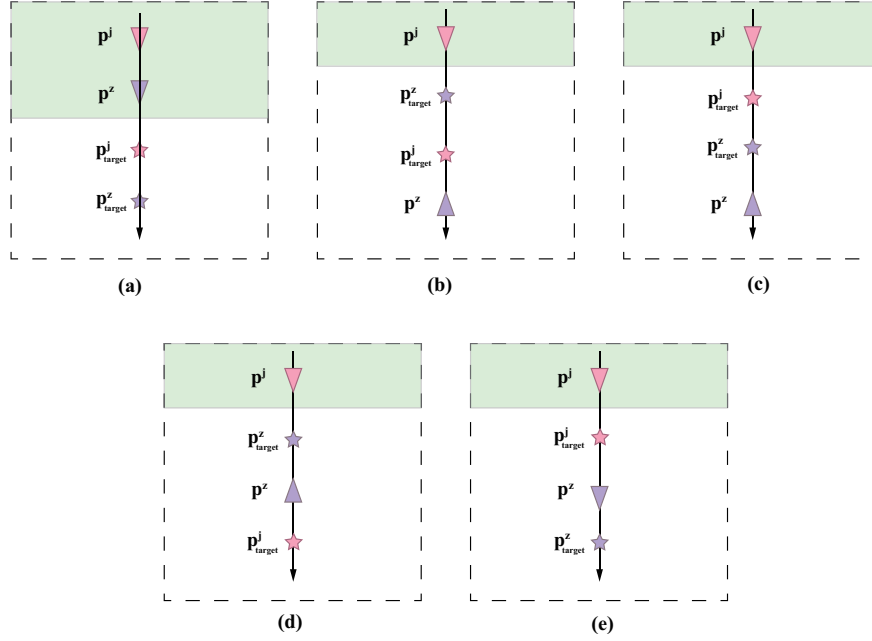 p^j
p^z
p^j_target
p^z_target
(a)
p^j
p^z_target
p^j_target
p^z
(b)
p^j
p^j_target
p^z_target
p^z
(c)
p^j
p^z_target
p^z
p^j_target
(d)
p^j
p^j_target
p^z
p^z_target
(e)